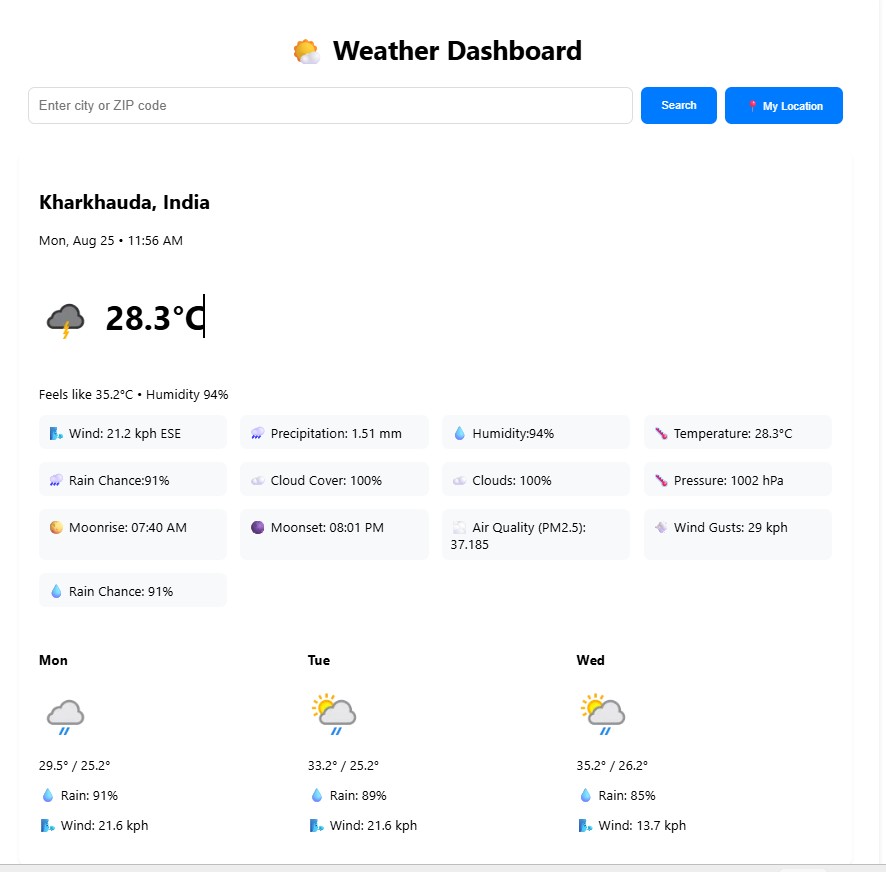 Weather Dashboard
Enter city or ZIP code
Search
My Location
Kharkhauda, India
Mon, Aug 25 • 11:56 AM
28.3°C
Feels like 35.2°C • Humidity 94%
Wind: 21.2 kph ESE
Precipitation: 1.51 mm
Humidity:94%
Temperature: 28.3°C
Rain Chance:91%
Cloud Cover: 100%
Clouds: 100%
Pressure: 1002 hPa
Moonrise: 07:40 AM
Moonset: 08:01 PM
Air Quality (PM2.5):
37.185
Wind Gusts: 29 kph
Rain Chance: 91%
Mon
Tue
Wed
29.5° / 25.2°
33.2° / 25.2°
35.2° / 26.2°
Rain: 91%
Rain: 89%
Rain: 85%
Wind: 21.6 kph
Wind: 21.6 kph
Wind: 13.7 kph